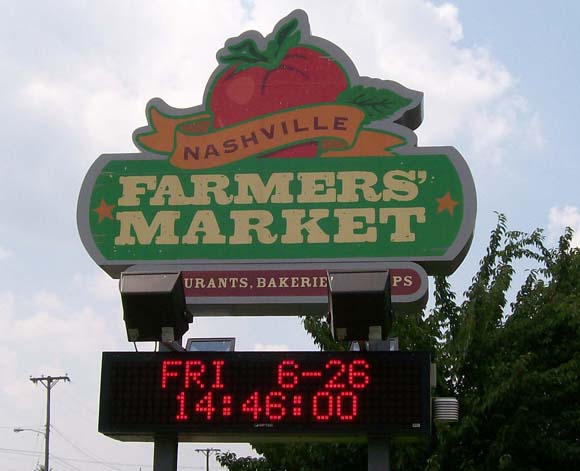 NASHVILLE
FARMERS'
MARKET
FRI 6-26
14:46:00